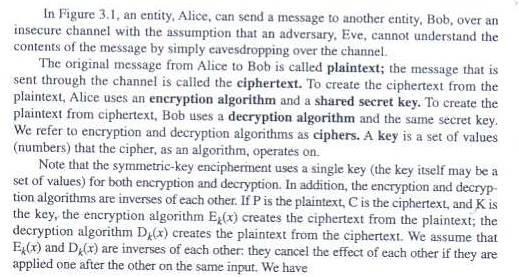 In Figure 3.1, an entity, Alice, can send a message to another entity, Bob, over an
insecure channel with the assumption that an adversary, Eve, cannot understand the
contents of the message by simply eavesdropping over the channel.
The original message from Alice to Bob is called plaintext; the message that is
sent through the channel is called the ciphertext. To create the ciphertext from the
plaintext, Alice uses an encryption algorithm and a shared secret key. To create the
plaintext from ciphertext, Bob uses a decryption algorithm and the same secret key.
We refer to encryption and decryption algorithms as ciphers. A key is a set of values
(numbers) that the cipher, as an algorithm, operates on.
Note that the symmetric-key encipherment uses a single key (the key itself may be a
set of values) for both encryption and decryption. In addition, the encryption and decryp-
tion algorithms are inverses of each other. If P is the plaintext, C is the ciphertext, and K is
the key, the encryption algorithm Eₖ(x) creates the ciphertext from the plaintext; the
decryption algorithm Dₖ(x) creates the plaintext from the ciphertext. We assume that
Eₖ(x) and Dₖ(x) are inverses of each other: they cancel the effect of each other if they are
applied one after the other on the same input. We have